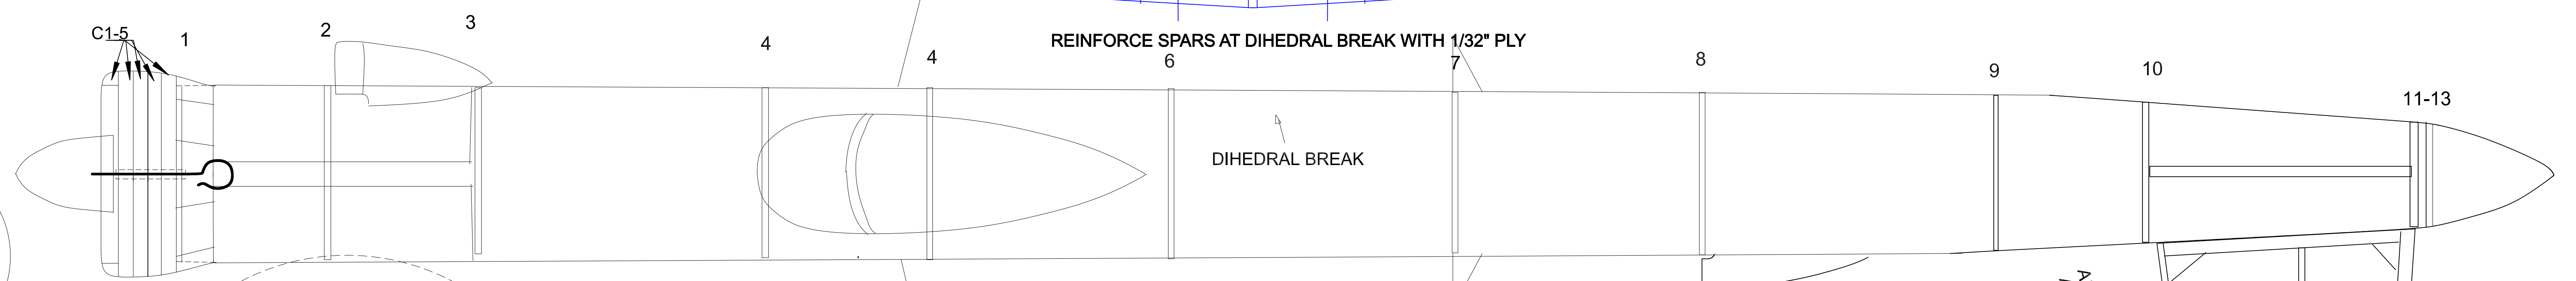 C1-5
1
2
3
4
4
REINFORCE SPARS AT DIHEDRAL BREAK WITH 1/32" PLY
6
7
8
9
10
11-13
DIHEDRAL BREAK
A